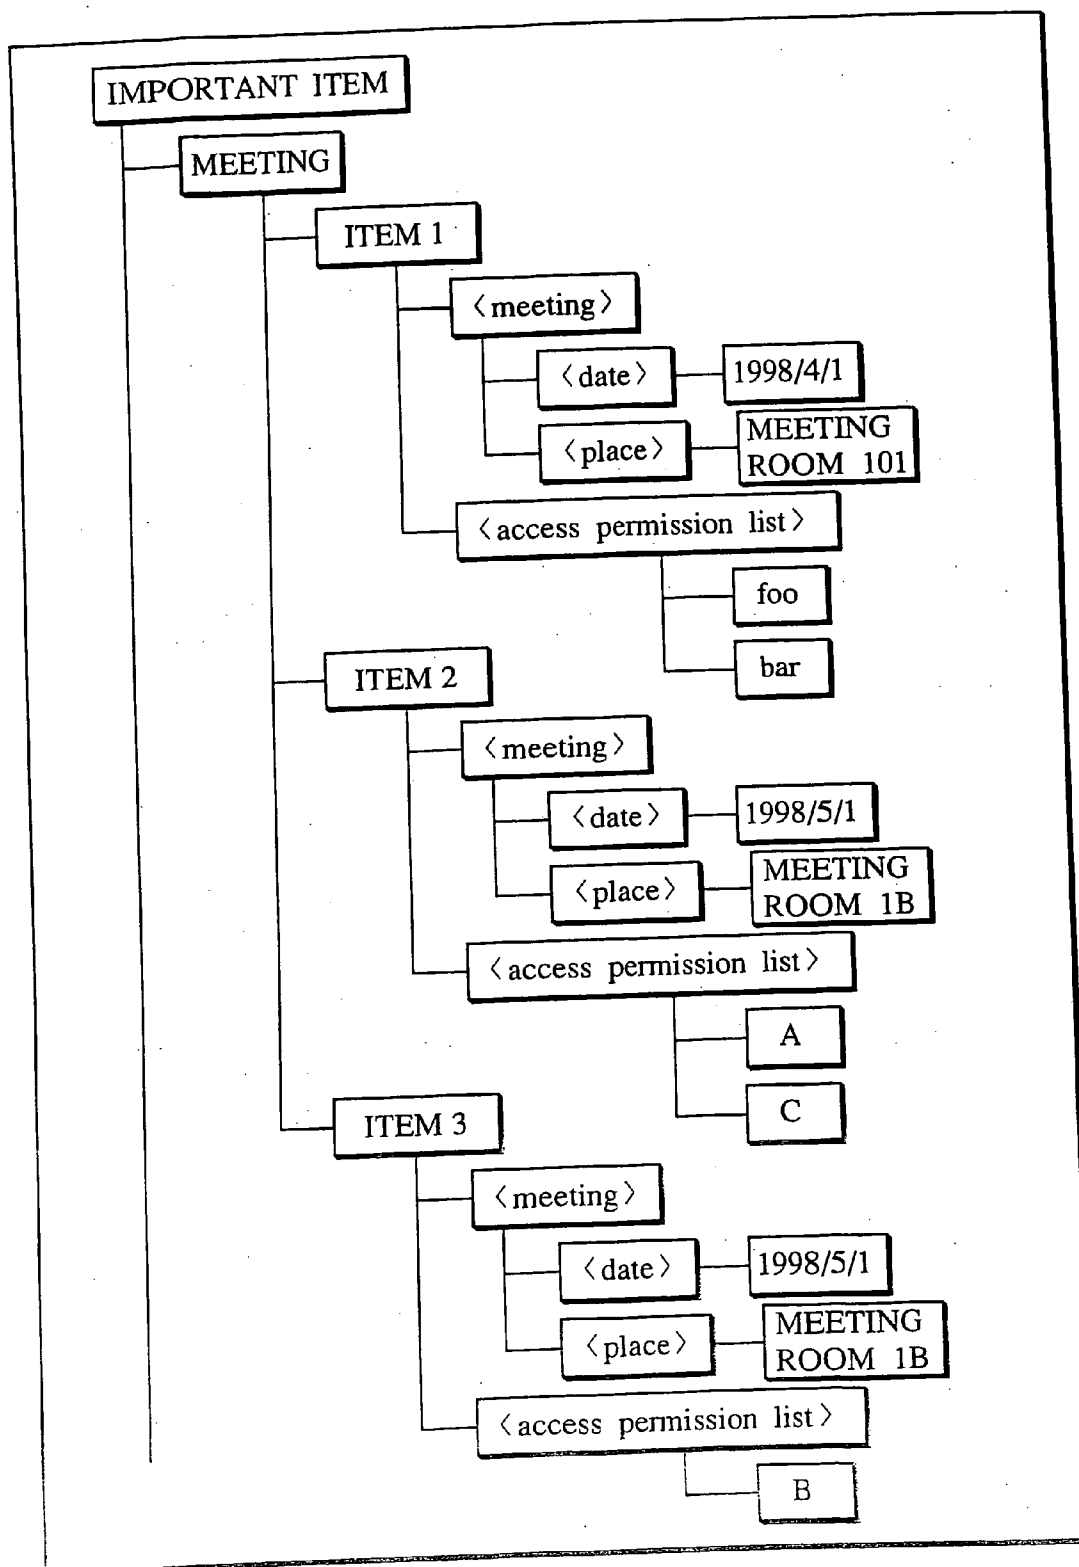 IMPORTANT ITEM
MEETING
ITEM 1
〈meeting〉
〈date〉
1998/4/1
〈place〉
MEETING
ROOM 101
〈access permission list〉
foo
bar
ITEM 2
〈meeting〉
〈date〉
1998/5/1
〈place〉
MEETING
ROOM 1B
〈access permission list〉
A
C
ITEM 3
〈meeting〉
〈date〉
1998/5/1
〈place〉
MEETING
ROOM 1B
〈access permission list〉
B